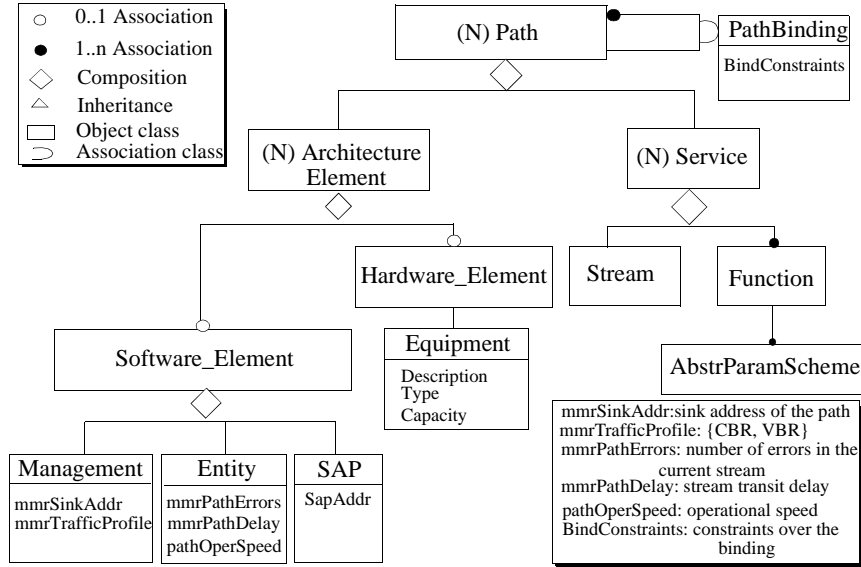 0..1 Association
1..n Association
Composition
Inheritance
Object class
Association class
(N) Path
PathBinding
BindConstraints
(N) Architecture
Element
(N) Service
Hardware_Element
Stream
Function
Software_Element
Equipment
Description
Type
Capacity
AbstrParamScheme
Management
mmrSinkAddr
mmrTrafficProfile
Entity
mmrPathErrors
mmrPathDelay
pathOperSpeed
SAP
SapAddr
mmrSinkAddr:sink address of the path
mmrTrafficProfile: {CBR, VBR}
mmrPathErrors: number of errors in the
current stream
mmrPathDelay: stream transit delay
pathOperSpeed: operational speed
BindConstraints: constraints over the
binding